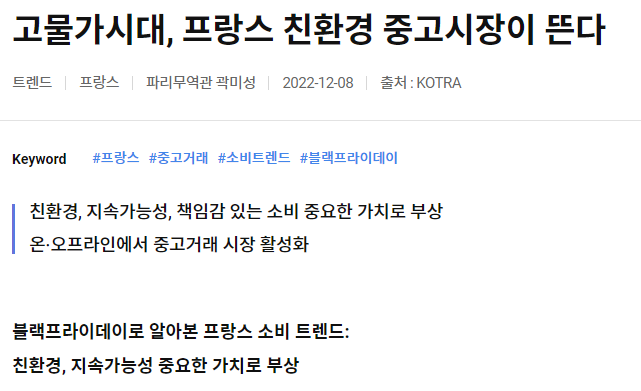 고물가시대, 프랑스 친환경 중고시장이 뜬다
트렌드 프랑스 파리무역관 곽미성 2022-12-08 출처 : KOTRA
Keyword #프랑스 #중고거래 #소비트렌드 #블랙프라이데이
친환경, 지속가능성, 책임감 있는 소비 중요한 가치로 부상
온·오프라인에서 중고거래 시장 활성화
블랙프라이데이로 알아본 프랑스 소비 트렌드:
친환경, 지속가능성 중요한 가치로 부상